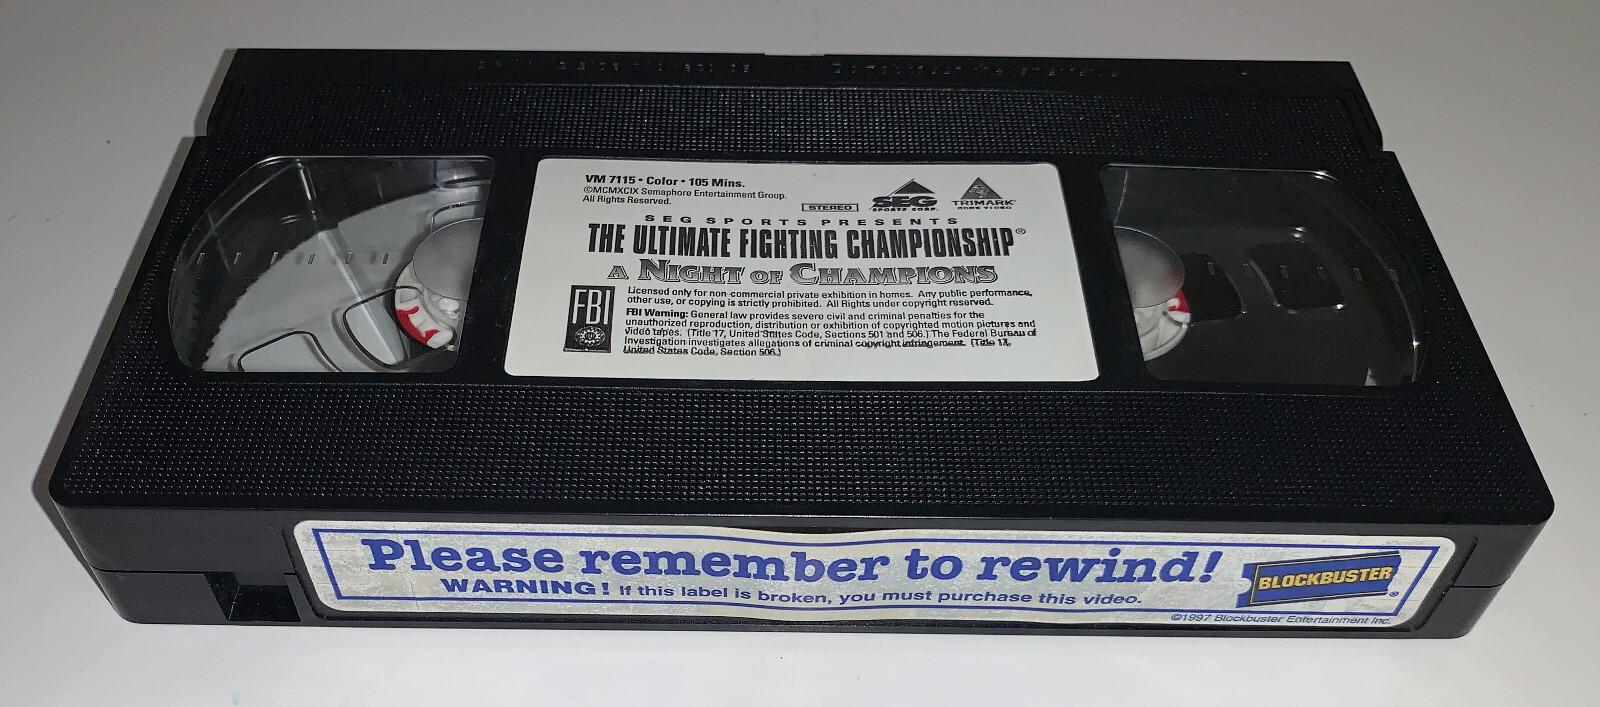 VM 7115 • Color • 105 Mins.
©MCMXCIX Semaphore Entertainment Group.
All Rights Reserved.
STEREO
SEG
SPORTS CORP.
TRIMARK
HOME VIDEO
SEG SPORTS PRESENTS
THE ULTIMATE FIGHTING CHAMPIONSHIP®
A NIGHT OF CHAMPIONS
FBI
Licensed only for non-commercial private exhibition in homes. Any public performance,
other use, or copying is strictly prohibited. All Rights under copyright reserved.
FBI Warning: General law provides severe civil and criminal penalties for the
unauthorized reproduction, distribution or exhibition of copyrighted motion pictures and
video tapes. (Title 17, United States Code, Sections 501 and 506.) The Federal Bureau of
Investigation investigates allegations of criminal copyright infringement. (Title 17,
United States Code, Section 506.)
Please remember to rewind!
WARNING! If this label is broken, you must purchase this video.
BLOCKBUSTER®
©1997 Blockbuster Entertainment Inc.